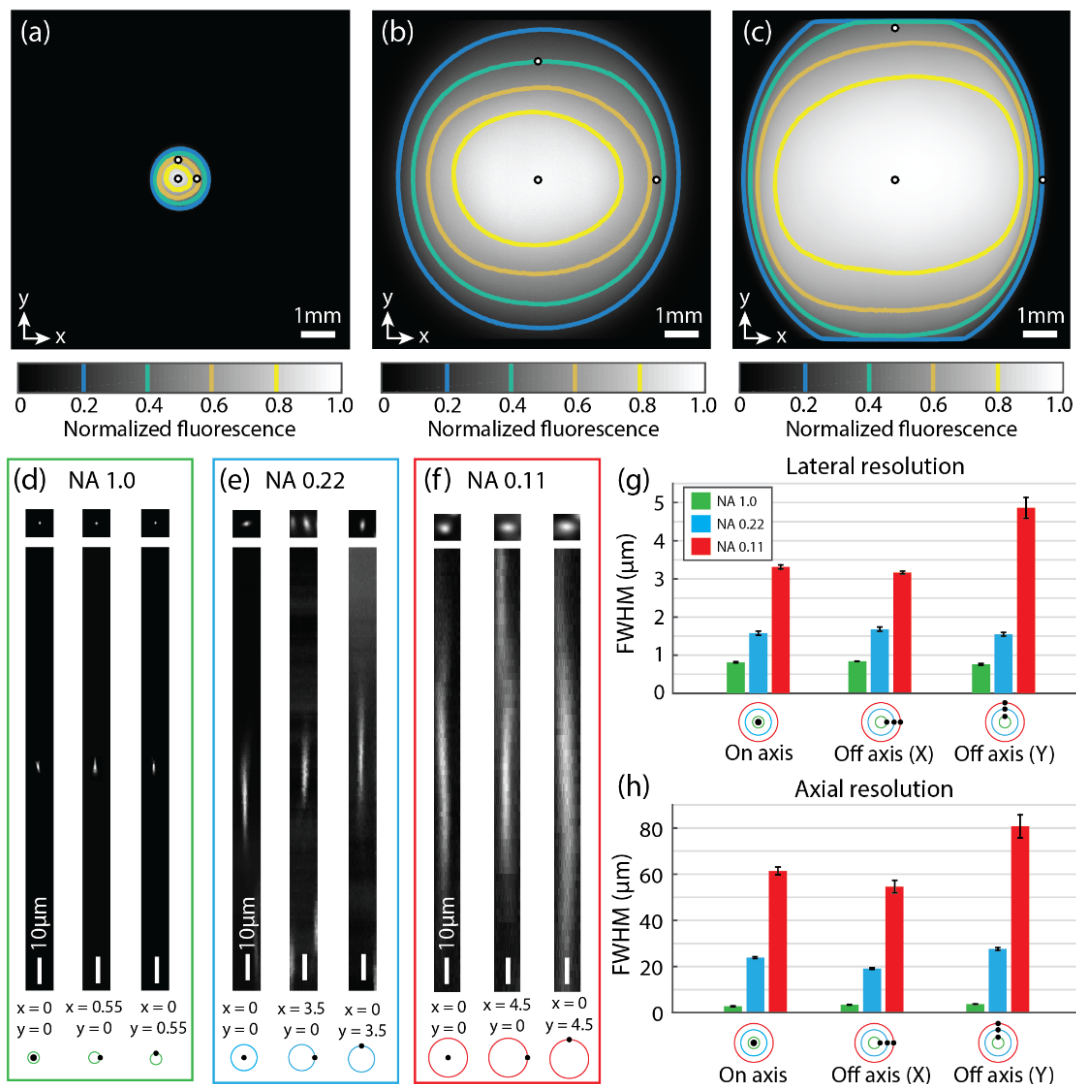 (a)
(b)
(c)
y
x
1mm
y
x
1mm
y
x
1mm
0 0.2 0.4 0.6 0.8 1.0
Normalized fluorescence
0 0.2 0.4 0.6 0.8 1.0
Normalized fluorescence
0 0.2 0.4 0.6 0.8 1.0
Normalized fluorescence
(d) NA 1.0
10µm
x = 0 x = 0.55 x = 0
y = 0 y = 0 y = 0.55
(e) NA 0.22
10µm
x = 0 x = 3.5 x = 0
y = 0 y = 0 y = 3.5
(f) NA 0.11
10µm
x = 0 x = 4.5 x = 0
y = 0 y = 0 y = 4.5
(g)
Lateral resolution
NA 1.0
NA 0.22
NA 0.11
FWHM (µm)
5
4
3
2
1
0
On axis Off axis (X) Off axis (Y)
(h)
Axial resolution
FWHM (µm)
80
60
40
20
0
On axis Off axis (X) Off axis (Y)